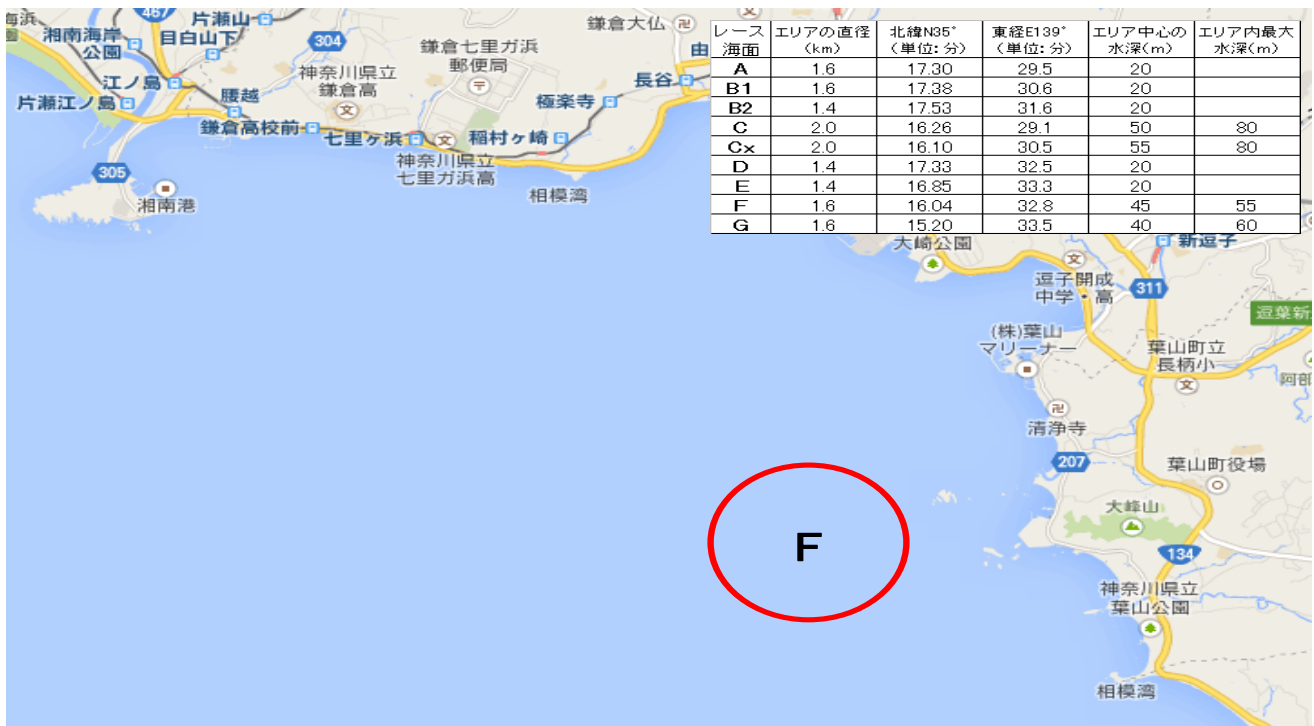 海浜
467
片瀬山
湘南海岸
公園
目白山下
304
鎌倉七里ガ浜
郵便局
鎌倉大仏
由
神奈川県立
鎌倉高
長谷
江ノ島
片瀬江ノ島
腰越
極楽寺
鎌倉高校前
七里ヶ浜
稲村ヶ崎
神奈川県立
七里ガ浜高
305
湘南港
相模湾
レース エリアの直径 北緯N35° 東経E139° エリア中心の エリア内最大
海面 (km) (単位:分) (単位:分) 水深(m) 水深(m)
A 1.6 17.30 29.5 20
B1 1.6 17.38 30.6 20
B2 1.4 17.53 31.6 20
C 2.0 16.26 29.1 50 80
Cx 2.0 16.10 30.5 55 80
D 1.4 17.33 32.5 20
E 1.4 16.85 33.3 20
F 1.6 16.04 32.8 45 55
G 1.6 15.20 33.5 40 60
大崎公園
新逗子
逗子開成
中学・高
311
逗葉新
(株)葉山
マリーナー
葉山町立
長柄小
文
阿部
卍
清浄寺
207
葉山町役場
大峰山
F
134
神奈川県立
葉山公園
相模湾